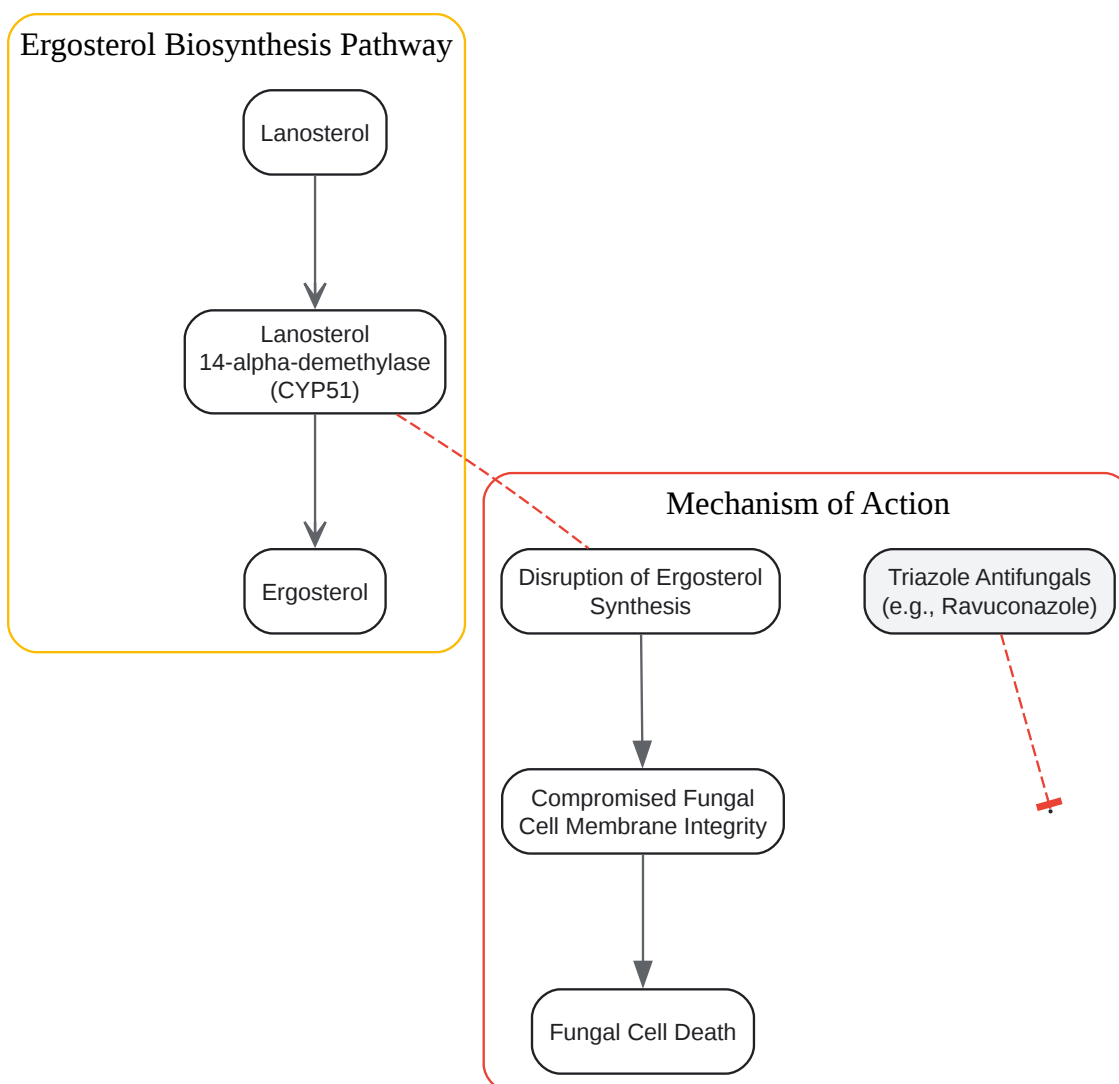 Ergosterol Biosynthesis Pathway
Lanosterol
Lanosterol
14-alpha-demethylase
(CYP51)
Ergosterol
Mechanism of Action
Disruption of Ergosterol
Synthesis
Triazole Antifungals
(e.g., Ravuconazole)
Compromised Fungal
Cell Membrane Integrity
Fungal Cell Death